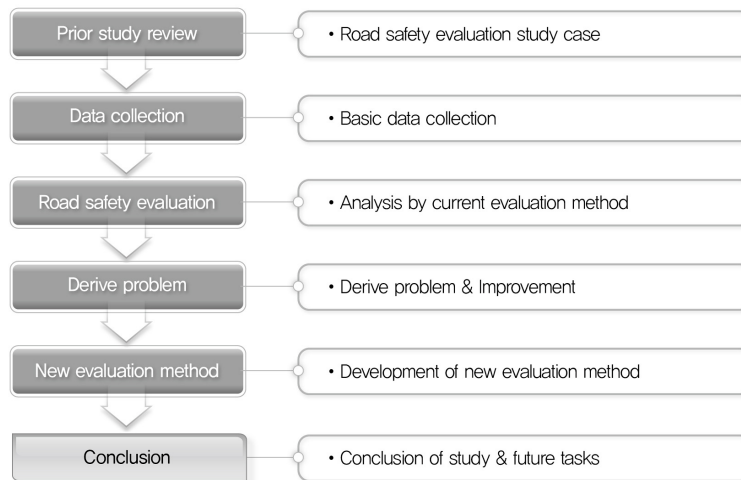 Prior study review
• Road safety evaluation study case
Data collection
• Basic data collection
Road safety evaluation
• Analysis by current evaluation method
Derive problem
• Derive problem & Improvement
New evaluation method
• Development of new evaluation method
Conclusion
• Conclusion of study & future tasks